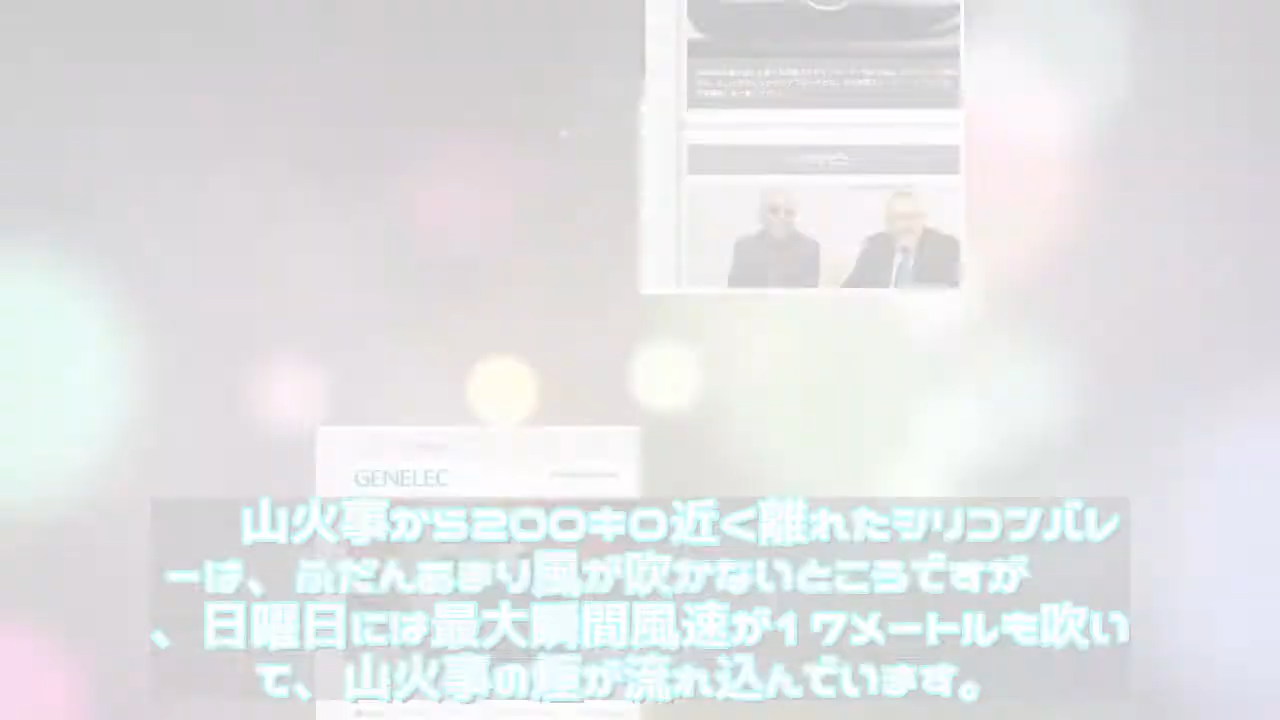 GENELEC
山火事から200キロ近く離れたシリコンバレ
ーは、ふだんあまり風が吹かないところですが
、日曜日には最大瞬間風速が17メートルも吹い
て、山火事の煙が流れ込んでいます。